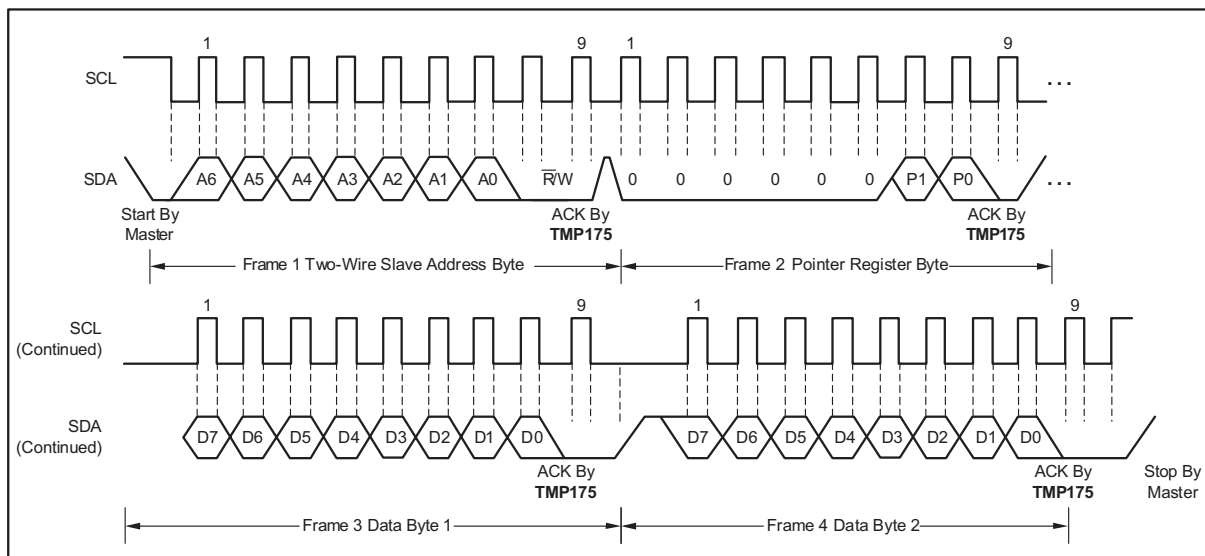 1 9 1 9
SCL
...
SDA A6 A5 A4 A3 A2 A1 A0 R̅/W 0 0 0 0 0 0 P1 P0 ...
Start By
Master
ACK By
TMP175
ACK By
TMP175
Frame 1 Two-Wire Slave Address Byte
Frame 2 Pointer Register Byte
1 9 1 9
SCL
(Continued)
SDA
(Continued)
D7 D6 D5 D4 D3 D2 D1 D0 D7 D6 D5 D4 D3 D2 D1 D0
ACK By
TMP175
ACK By
TMP175
Stop By
Master
Frame 3 Data Byte 1
Frame 4 Data Byte 2